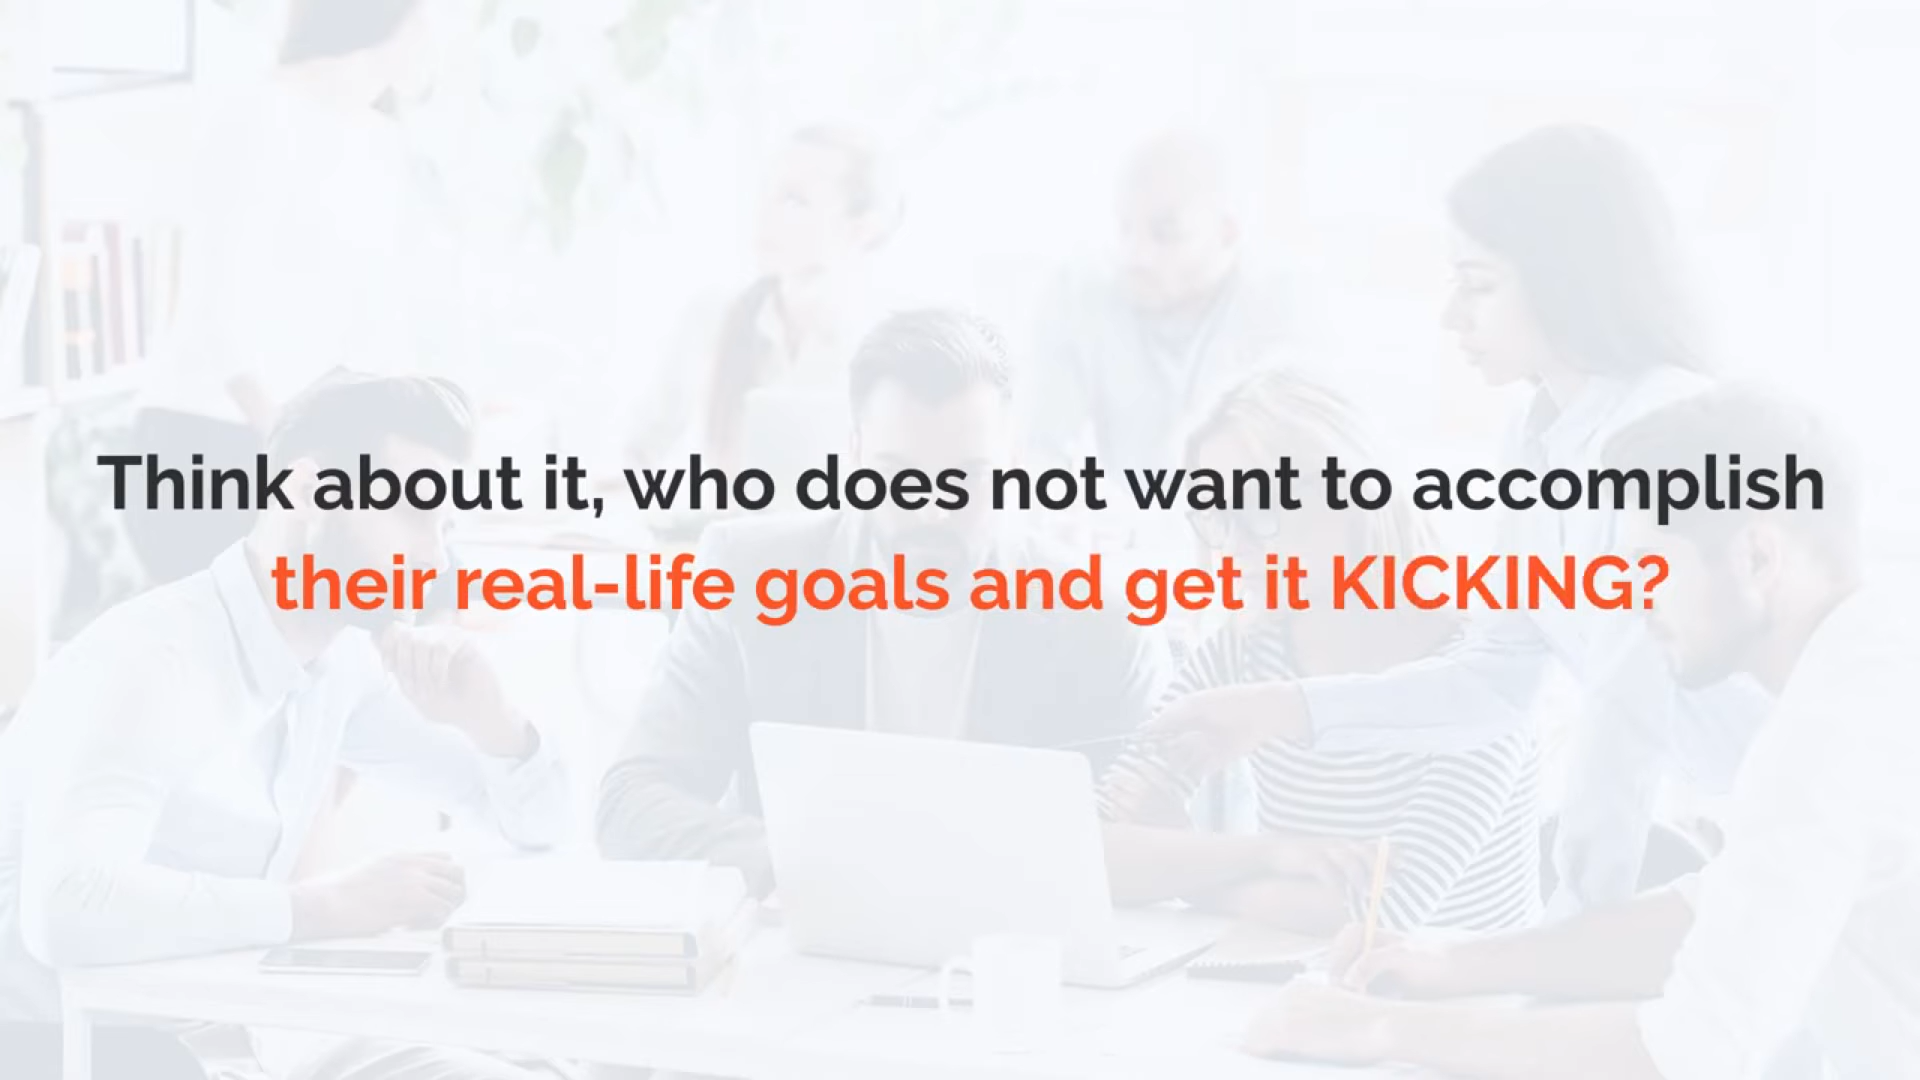 Think about it, who does not want to accomplish
their real-life goals and get it KICKING?